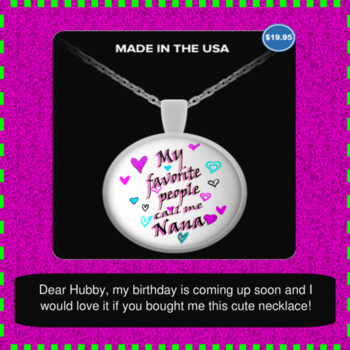 $19.95
MADE IN THE USA
My
favorite
people
call me
Nana
Dear Hubby, my birthday is coming up soon and I
would love it if you bought me this cute necklace!